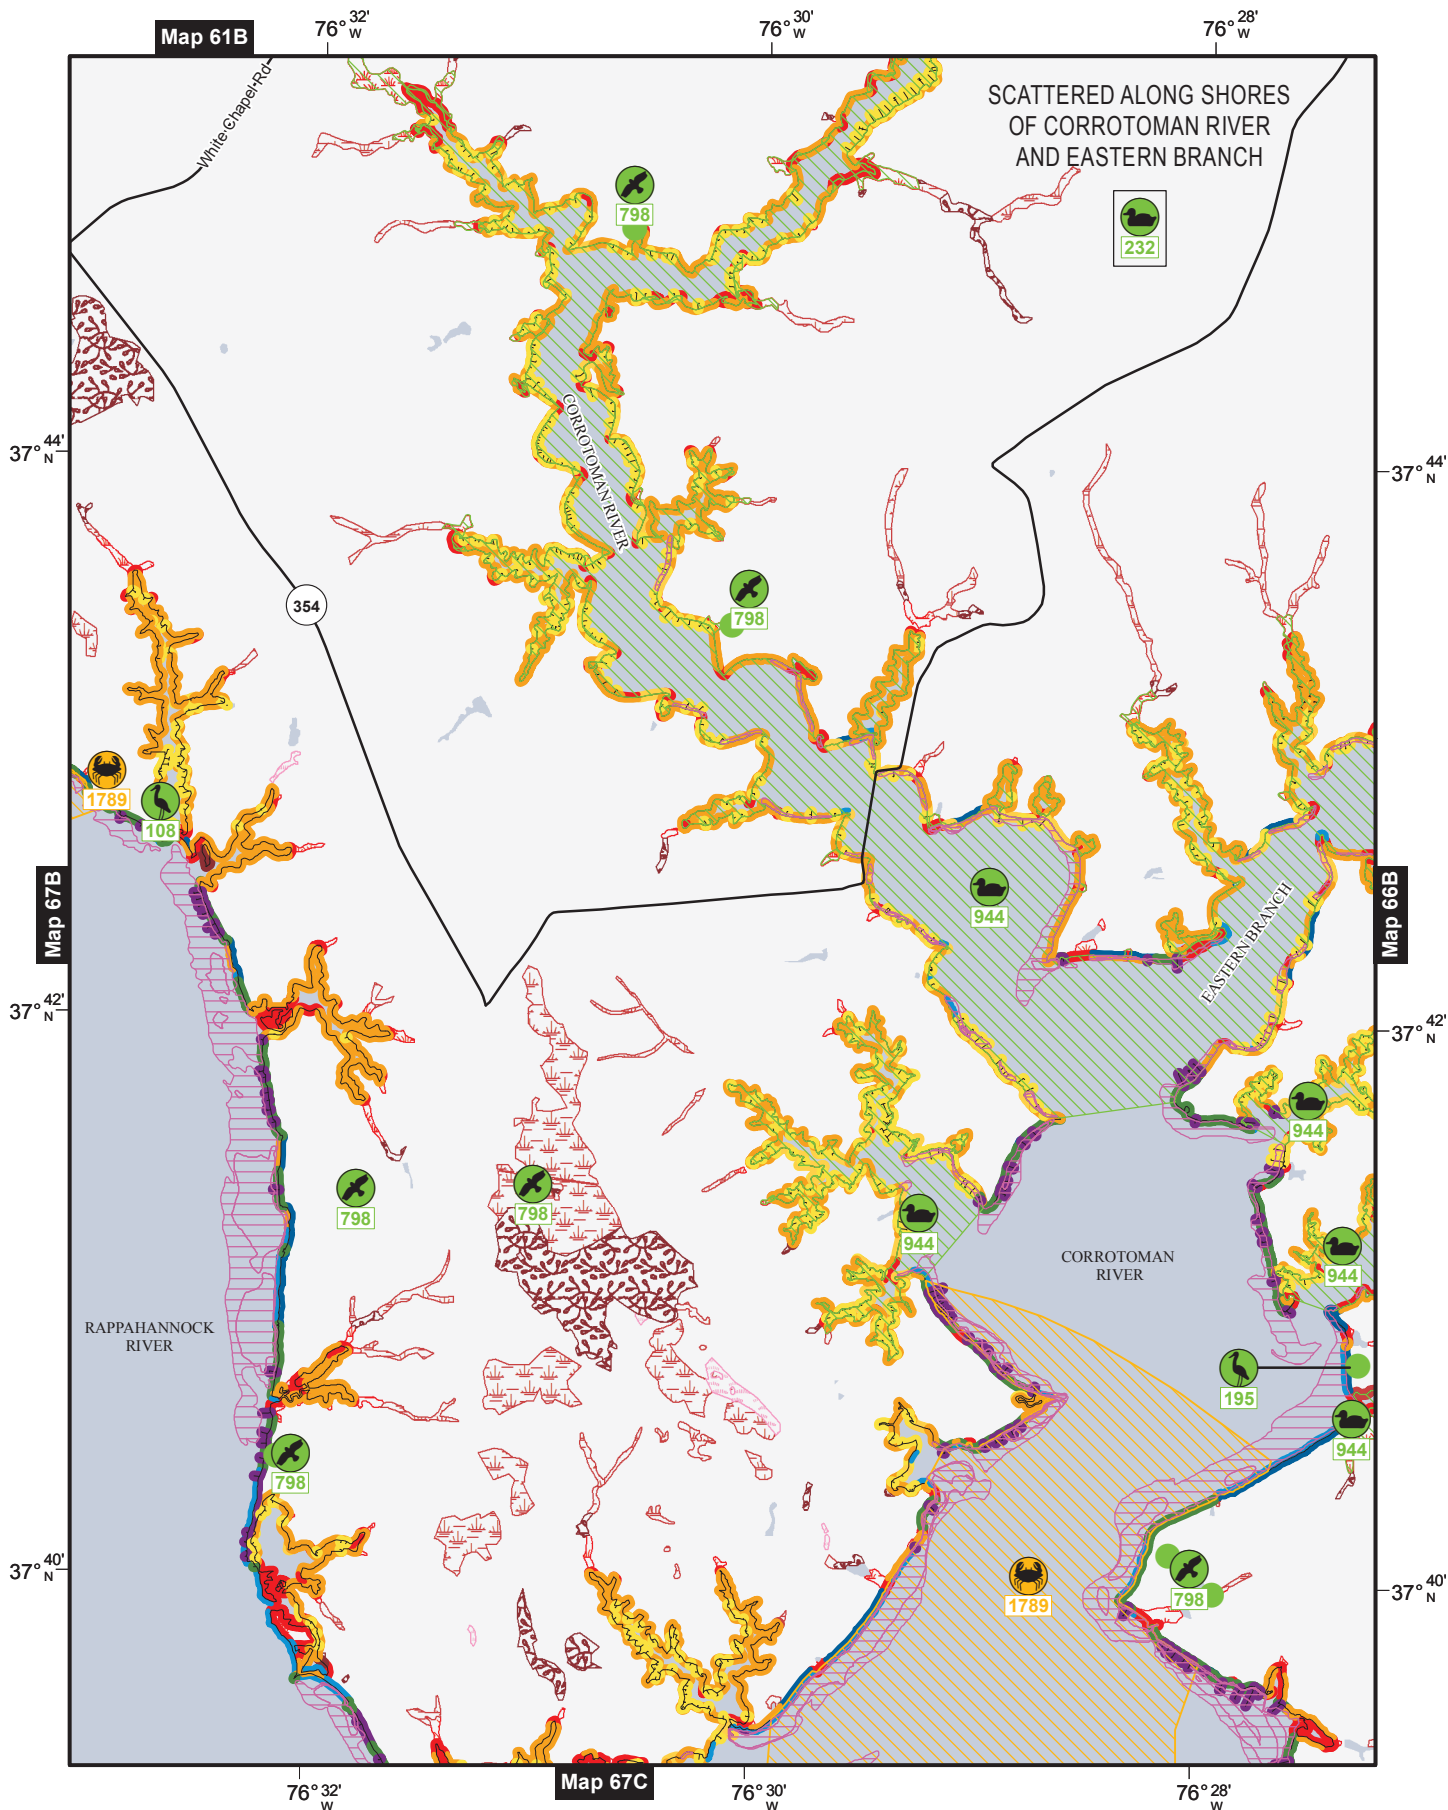 Map 61B
76° 32' W
76° 30' W
76° 28' W
White Chapel Rd
SCATTERED ALONG SHORES
OF CORROTOMAN RIVER
AND EASTERN BRANCH
798
232
37° 44' N
37° 44' N
CORROTOMAN RIVER
354
798
1789
108
Map 67B
Map 66B
944
EASTERN BRANCH
37° 42' N
37° 42' N
944
798
798
944
CORROTOMAN
RIVER
944
RAPPAHANNOCK
RIVER
195
944
798
37° 40' N
37° 40' N
1789
798
Map 67C
76° 32' W
76° 30' W
76° 28' W